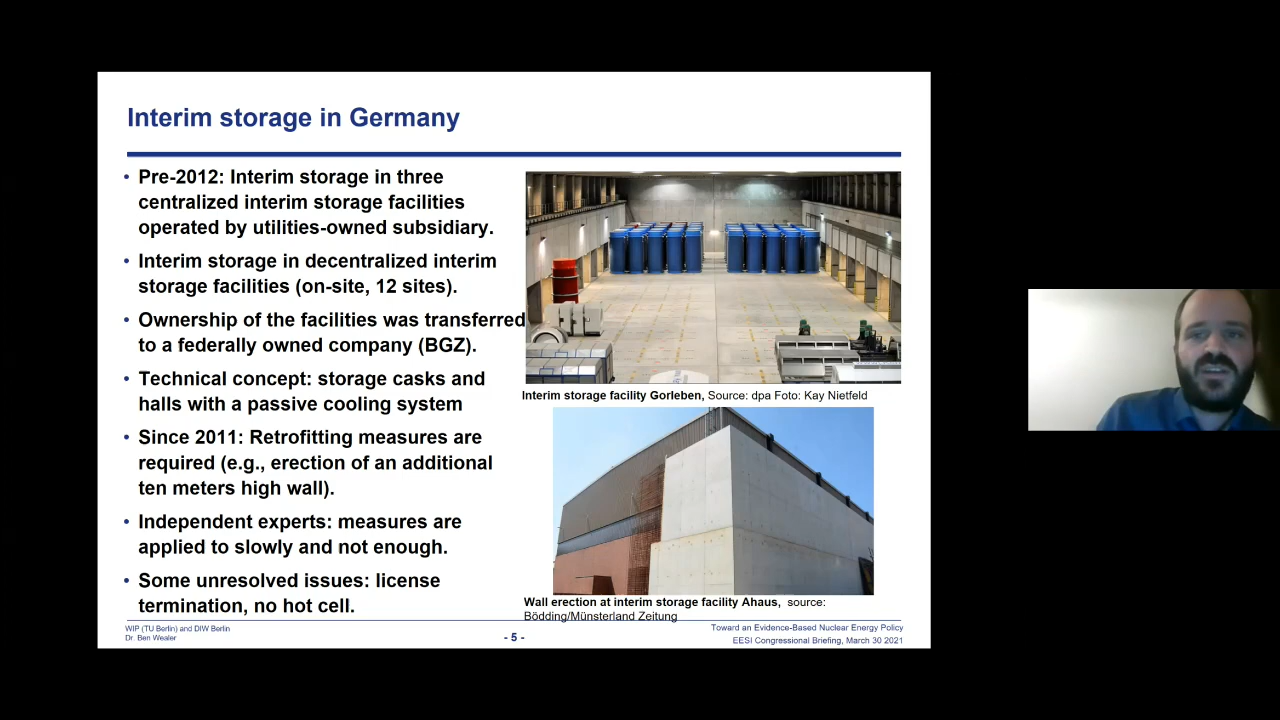 Interim storage in Germany
• Pre-2012: Interim storage in three
centralized interim storage facilities
operated by utilities-owned subsidiary.
• Interim storage in decentralized interim
storage facilities (on-site, 12 sites).
• Ownership of the facilities was transferred
to a federally owned company (BGZ).
• Technical concept: storage casks and
halls with a passive cooling system
• Since 2011: Retrofitting measures are
required (e.g., erection of an additional
ten meters high wall).
• Independent experts: measures are
applied to slowly and not enough.
• Some unresolved issues: license
termination, no hot cell.
Interim storage facility Gorleben, Source: dpa Foto: Kay Nietfeld
Wall erection at interim storage facility Ahaus, source:
Bödding/Münsterland Zeitung
WIP (TU Berlin) and DIW Berlin
Dr. Ben Wealer
- 5 -
Toward an Evidence-Based Nuclear Energy Policy
EESI Congressional Briefing, March 30 2021